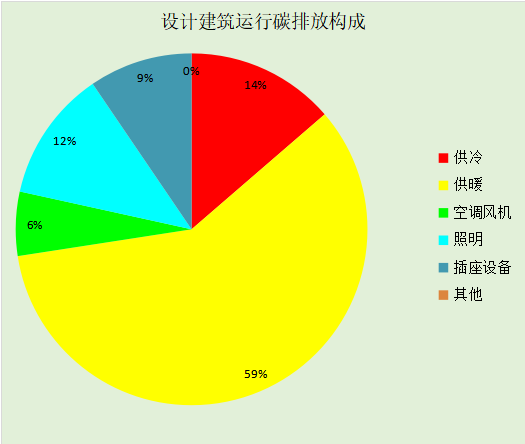 设计建筑运行碳排放构成
0%
9%
14%
12%
6%
59%
供冷
供暖
空调风机
照明
插座设备
其他